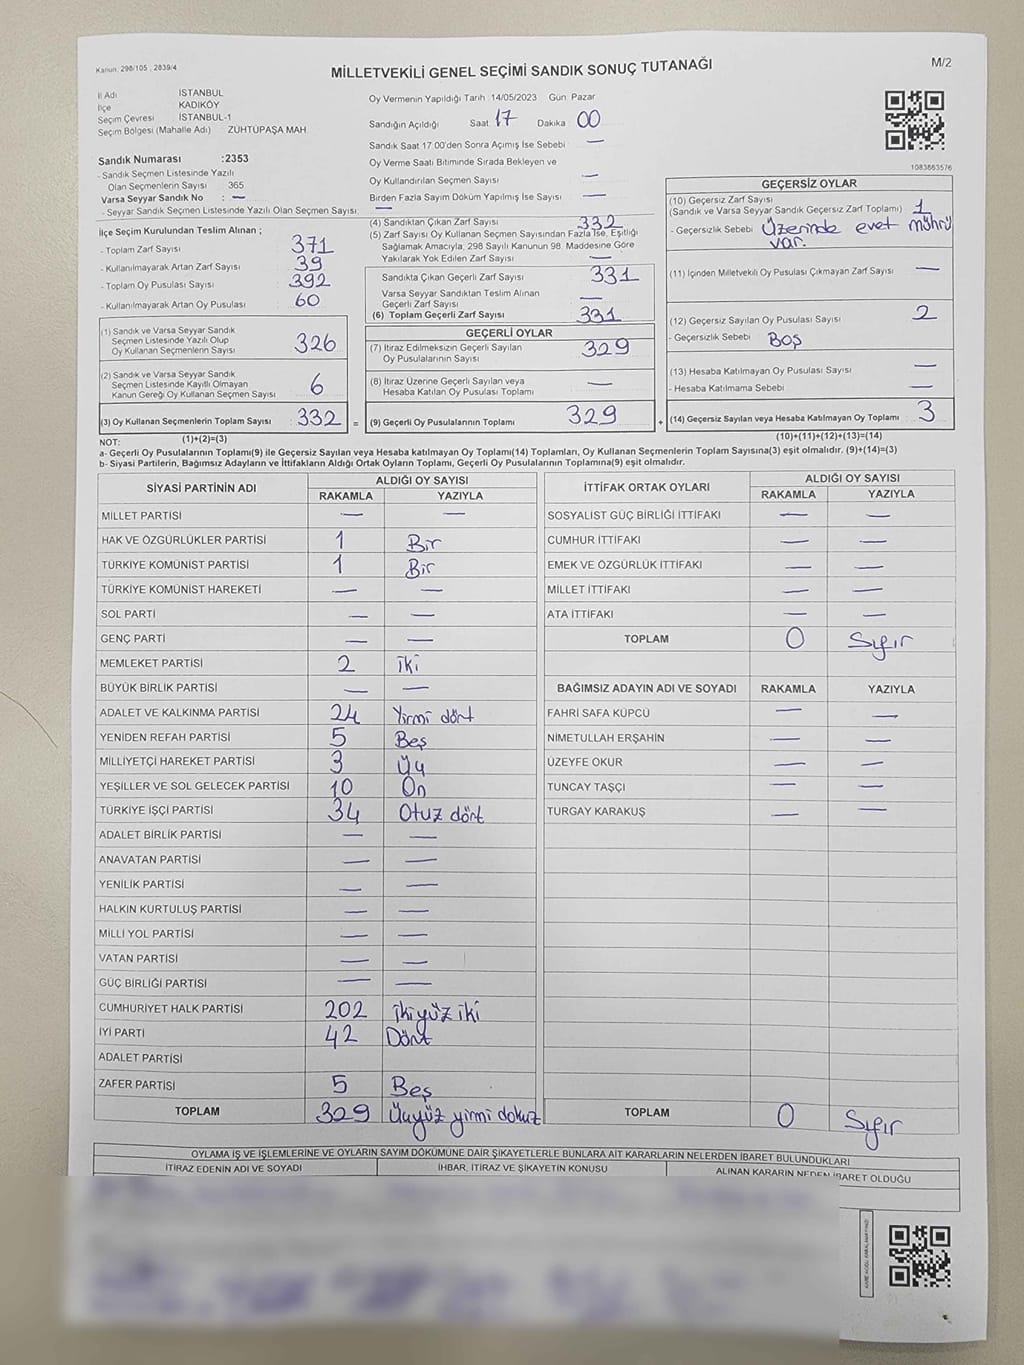 Kanun: 298/105 , 2839/4
MİLLETVEKİLİ GENEL SEÇİMİ SANDIK SONUÇ TUTANAĞI
M/2
İl Adı İSTANBUL
İlçe KADIKÖY
Seçim Çevresi İSTANBUL-1
Seçim Bölgesi (Mahalle Adı) ZÜHTÜPAŞA MAH.
Sandık Numarası :2353
- Sandık Seçmen Listesinde Yazılı
Olan Seçmenlerin Sayısı 365
Varsa Seyyar Sandık No : —
- Seyyar Sandık Seçmen Listesinde Yazılı Olan Seçmen Sayısı: —
İlçe Seçim Kurulundan Teslim Alınan ;
- Toplam Zarf Sayısı 371
- Kullanılmayarak Artan Zarf Sayısı 39
- Toplam Oy Pusulası Sayısı 392
- Kullanılmayarak Artan Oy Pusulası 60
(1) Sandık ve Varsa Seyyar Sandık
Seçmen Listesinde Yazılı Olup
Oy Kullanan Seçmenlerin Sayısı 326
(2) Sandık ve Varsa Seyyar Sandık
Seçmen Listesinde Kayıtlı Olmayan
Kanun Gereği Oy Kullanan Seçmen Sayısı 6
(3) Oy Kullanan Seçmenlerin Toplam Sayısı 332 =
(1)+(2)=(3)
Oy Vermenin Yapıldığı Tarih :14/05/2023 Gün: Pazar
Sandığın Açıldığı Saat 17 Dakika 00
Sandık Saat 17.00'den Sonra Açımış İse Sebebi —
Oy Verme Saati Bitiminde Sırada Bekleyen ve
Oy Kullandırılan Seçmen Sayısı —
Birden Fazla Sayım Döküm Yapılmış İse Sayısı —
(4) Sandıktan Çıkan Zarf Sayısı 332
(5) Zarf Sayısı Oy Kullanan Seçmen Sayısından Fazla İse, Eşitliği
Sağlamak Amacıyla, 298 Sayılı Kanunun 98. Maddesine Göre
Yakılarak Yok Edilen Zarf Sayısı —
Sandıkta Çıkan Geçerli Zarf Sayısı 331
Varsa Seyyar Sandıktan Teslim Alınan
Geçerli Zarf Sayısı —
(6) Toplam Geçerli Zarf Sayısı 331
GEÇERLİ OYLAR
(7) İtiraz Edilmeksizin Geçerli Sayılan
Oy Pusulalarının Sayısı 329
(8) İtiraz Üzerine Geçerli Sayılan veya
Hesaba Katılan Oy Pusulası Toplamı —
(9) Geçerli Oy Pusulalarının Toplamı 329 +
1083863576
GEÇERSİZ OYLAR
(10) Geçersiz Zarf Sayısı
(Sandık ve Varsa Seyyar Sandık Geçersiz Zarf Toplamı) 1
- Geçersizlik Sebebi Üzerinde evet mührü
var.
(11) İçinden Milletvekili Oy Pusulası Çıkmayan Zarf Sayısı —
(12) Geçersiz Sayılan Oy Pusulası Sayısı 2
- Geçersizlik Sebebi Boş
(13) Hesaba Katılmayan Oy Pusulası Sayısı —
- Hesaba Katılmama Sebebi —
(14) Geçersiz Sayılan veya Hesaba Katılmayan Oy Toplamı 3
(10)+(11)+(12)+(13)=(14)
NOT:
a- Geçerli Oy Pusulalarının Toplamı(9) ile Geçersiz Sayılan veya Hesaba katılmayan Oy Toplamı(14) Toplamları, Oy Kullanan Seçmenlerin Toplam Sayısına(3) eşit olmalıdır. (9)+(14)=(3)
b- Siyasi Partilerin, Bağımsız Adayların ve İttifakların Aldığı Ortak Oyların Toplamı, Geçerli Oy Pusulalarının Toplamına(9) eşit olmalıdır.
SİYASİ PARTİNİN ADI ALDIĞI OY SAYISI
RAKAMLA YAZIYLA
MİLLET PARTİSİ — —
HAK VE ÖZGÜRLÜKLER PARTİSİ 1 Bir
TÜRKİYE KOMÜNİST PARTİSİ 1 Bir
TÜRKİYE KOMÜNİST HAREKETİ — —
SOL PARTİ — —
GENÇ PARTİ — —
MEMLEKET PARTİSİ 2 iki
BÜYÜK BİRLİK PARTİSİ — —
ADALET VE KALKINMA PARTİSİ 24 Yirmi dört
YENİDEN REFAH PARTİSİ 5 Beş
MİLLİYETÇİ HAREKET PARTİSİ 3 Üç
YEŞİLLER VE SOL GELECEK PARTİSİ 10 On
TÜRKİYE İŞÇİ PARTİSİ 34 Otuz dört
ADALET BİRLİK PARTİSİ — —
ANAVATAN PARTİSİ — —
YENİLİK PARTİSİ — —
HALKIN KURTULUŞ PARTİSİ — —
MİLLİ YOL PARTİSİ — —
VATAN PARTİSİ — —
GÜÇ BİRLİĞİ PARTİSİ — —
CUMHURİYET HALK PARTİSİ 202 ikiyüz iki
İYİ PARTİ 42 Dört
ADALET PARTİSİ
ZAFER PARTİSİ 5 Beş
TOPLAM 329 Üçyüz yirmi dokuz
İTTİFAK ORTAK OYLARI ALDIĞI OY SAYISI
RAKAMLA YAZIYLA
SOSYALİST GÜÇ BİRLİĞİ İTTİFAKI — —
CUMHUR İTTİFAKI — —
EMEK VE ÖZGÜRLÜK İTTİFAKI — —
MİLLET İTTİFAKI — —
ATA İTTİFAKI — —
TOPLAM 0 Sıfır
BAĞIMSIZ ADAYIN ADI VE SOYADI RAKAMLA YAZIYLA
FAHRİ SAFA KÜPCÜ — —
NİMETULLAH ERŞAHİN — —
ÜZEYFE OKUR — —
TUNCAY TAŞÇI — —
TURGAY KARAKUŞ — —
TOPLAM 0 Sıfır
OYLAMA İŞ VE İŞLEMLERİNE VE OYLARIN SAYIM DÖKÜMÜNE DAİR ŞİKAYETLERLE BUNLARA AİT KARARLARIN NELERDEN İBARET BULUNDUKLARI
İTİRAZ EDENİN ADI VE SOYADI İHBAR, İTİRAZ VE ŞİKAYETİN KONUSU ALINAN KARARIN NEDEN İBARET OLDUĞU